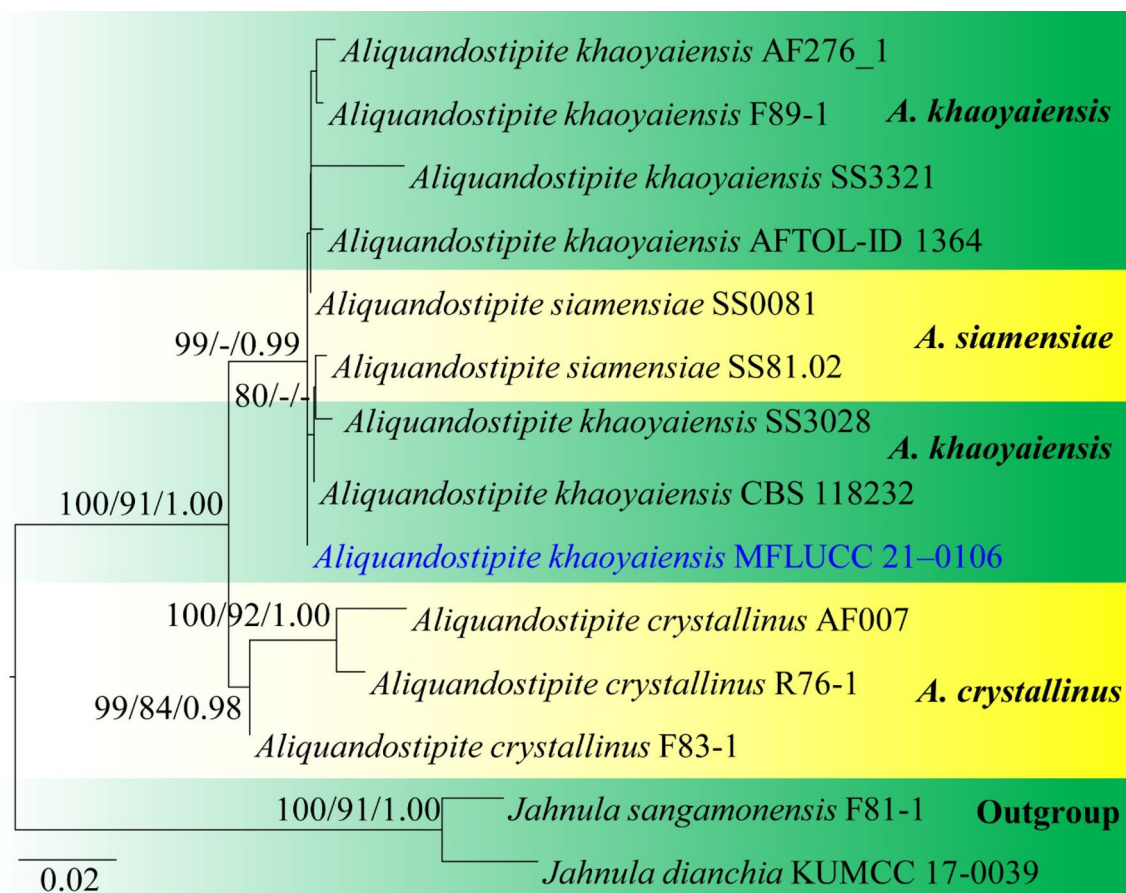 Aliquandostipite khaoyaiensis AF276_1
Aliquandostipite khaoyaiensis F89-1
A. khaoyaiensis
Aliquandostipite khaoyaiensis SS3321
Aliquandostipite khaoyaiensis AFTOL-ID 1364
Aliquandostipite siamensiae SS0081
A. siamensiae
99/-/0.99
Aliquandostipite siamensiae SS81.02
80/-/-
Aliquandostipite khaoyaiensis SS3028
A. khaoyaiensis
Aliquandostipite khaoyaiensis CBS 118232
100/91/1.00
Aliquandostipite khaoyaiensis MFLUCC 21–0106
100/92/1.00
Aliquandostipite crystallinus AF007
Aliquandostipite crystallinus R76-1
A. crystallinus
99/84/0.98
Aliquandostipite crystallinus F83-1
100/91/1.00
Jahnula sangamonensis F81-1
Outgroup
Jahnula dianchia KUMCC 17-0039
0.02